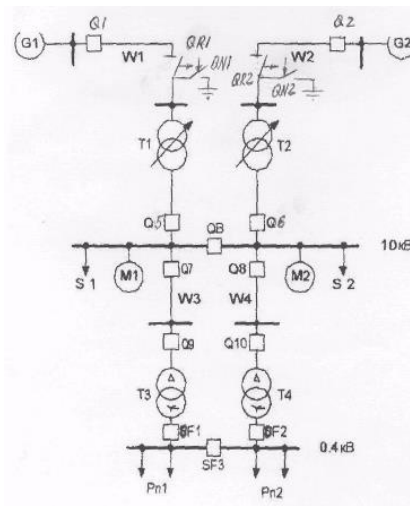 Q1 Q2
G1 G2
W1 QR1 QN1 QR2 W2 QN2
T1 T2
Q5 QB Q6
10кВ
S 1 M1 Q7 Q8 M2 S 2
W3 W4
Q9 Q10
T3 T4
SF1 SF2
SF3 0.4кВ
Pn1 Pn2